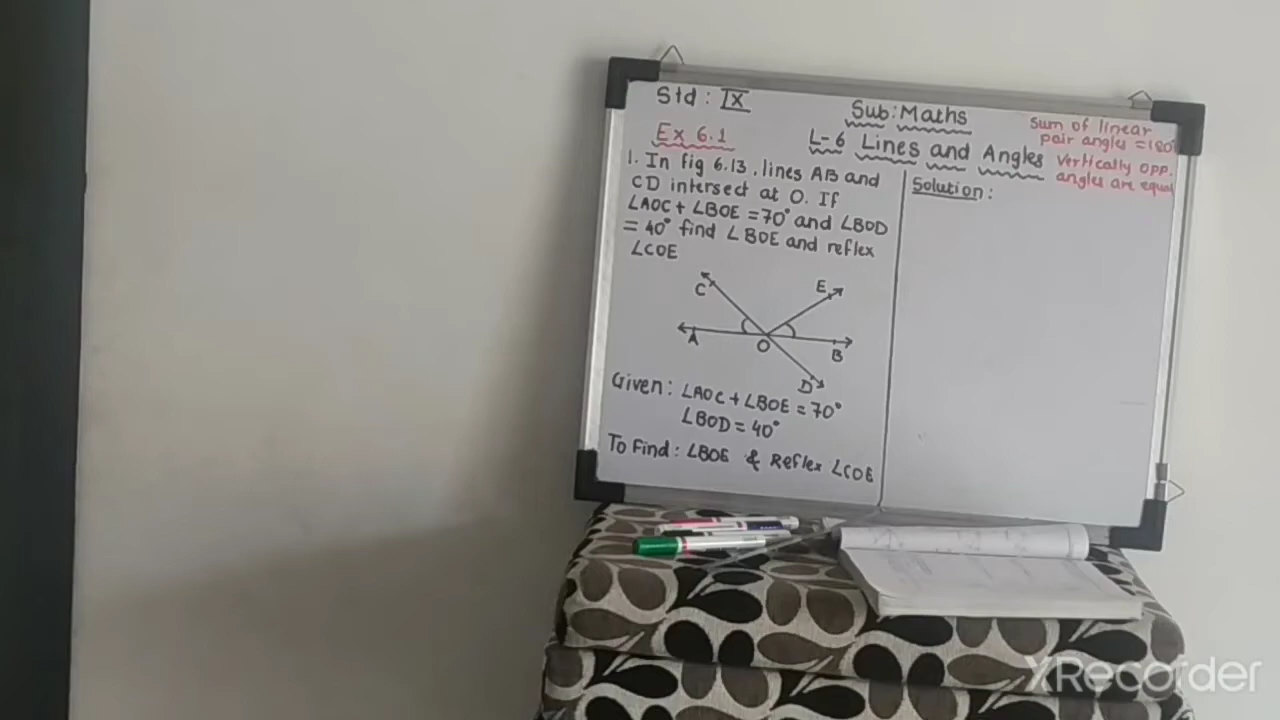 Std : IX
Sub: Maths
L-6 Lines and Angles
Sum of linear
pair angles = 180°
Vertically opp.
angles are equal
Ex 6.1
1. In fig 6.13, lines AB and
CD intersect at O. If
∠AOC + ∠BOE = 70° and ∠BOD
= 40° find ∠BOE and reflex
∠COE
C
E
A
O
B
D
Given: ∠AOC + ∠BOE = 70°
∠BOD = 40°
To Find: ∠BOE & Reflex ∠COE
Solution:
XRecorder